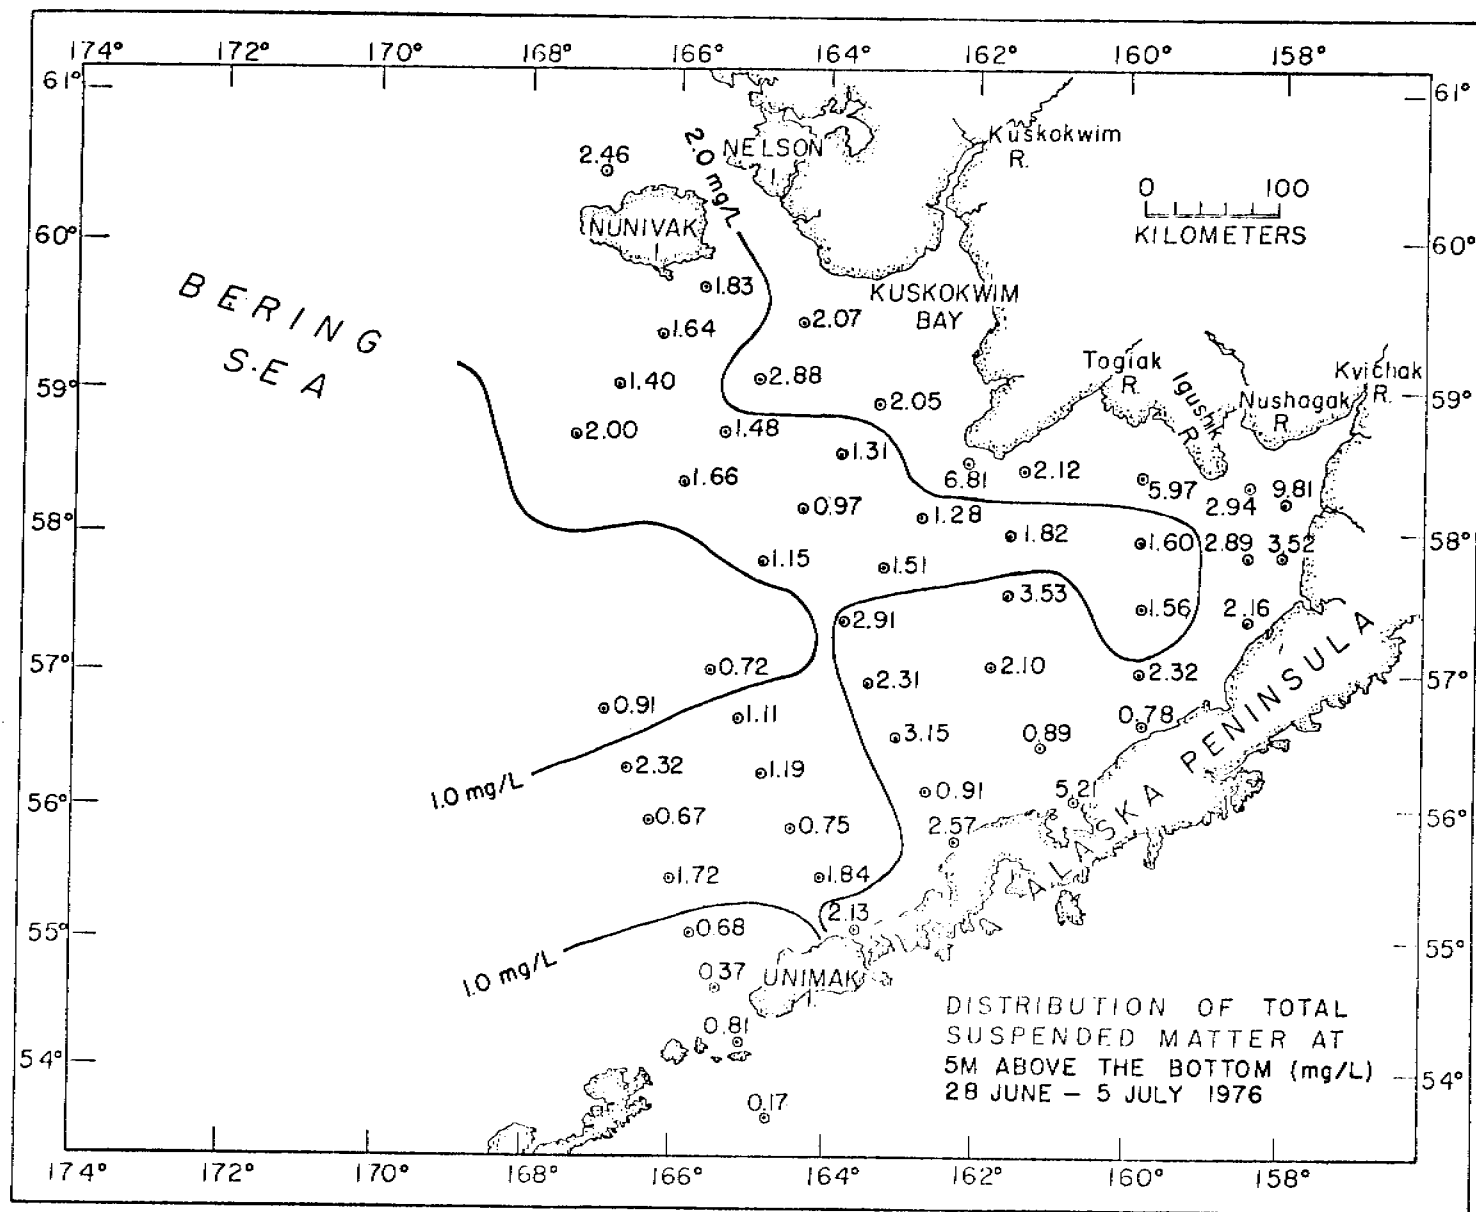 174° 172° 170° 168° 166° 164° 162° 160° 158°
61° 61°
Kuskokwim
R.
NELSON
I.
2.0 mg/L
2.46
0 100
KILOMETERS
NUNIVAK
I.
60° 60°
BERING
SEA
1.83
KUSKOKWIM
BAY
2.07
1.64
Togiak
R.
Igushik
R.
Nushagak
R.
Kvichak
R.
59° 59°
1.40
2.88
2.05
2.00
1.48
1.31
6.81
2.12
5.97
2.94
9.81
1.66
0.97
1.28
1.82
58° 58°
1.60
2.89
3.52
1.15
1.51
3.53
1.56
2.16
2.91
57° 57°
0.72
2.31
2.10
2.32
0.91
1.11
3.15
0.89
0.78
ALASKA PENINSULA
2.32
1.19
1.0 mg/L
0.91
5.21
56° 56°
0.67
0.75
2.57
1.72
1.84
2.13
55° 55°
0.68
1.0 mg/L
0.37
UNIMAK
I.
0.81
54° 54°
0.17
DISTRIBUTION OF TOTAL
SUSPENDED MATTER AT
5M ABOVE THE BOTTOM (mg/L)
28 JUNE – 5 JULY 1976
174° 172° 170° 168° 166° 164° 162° 160° 158°